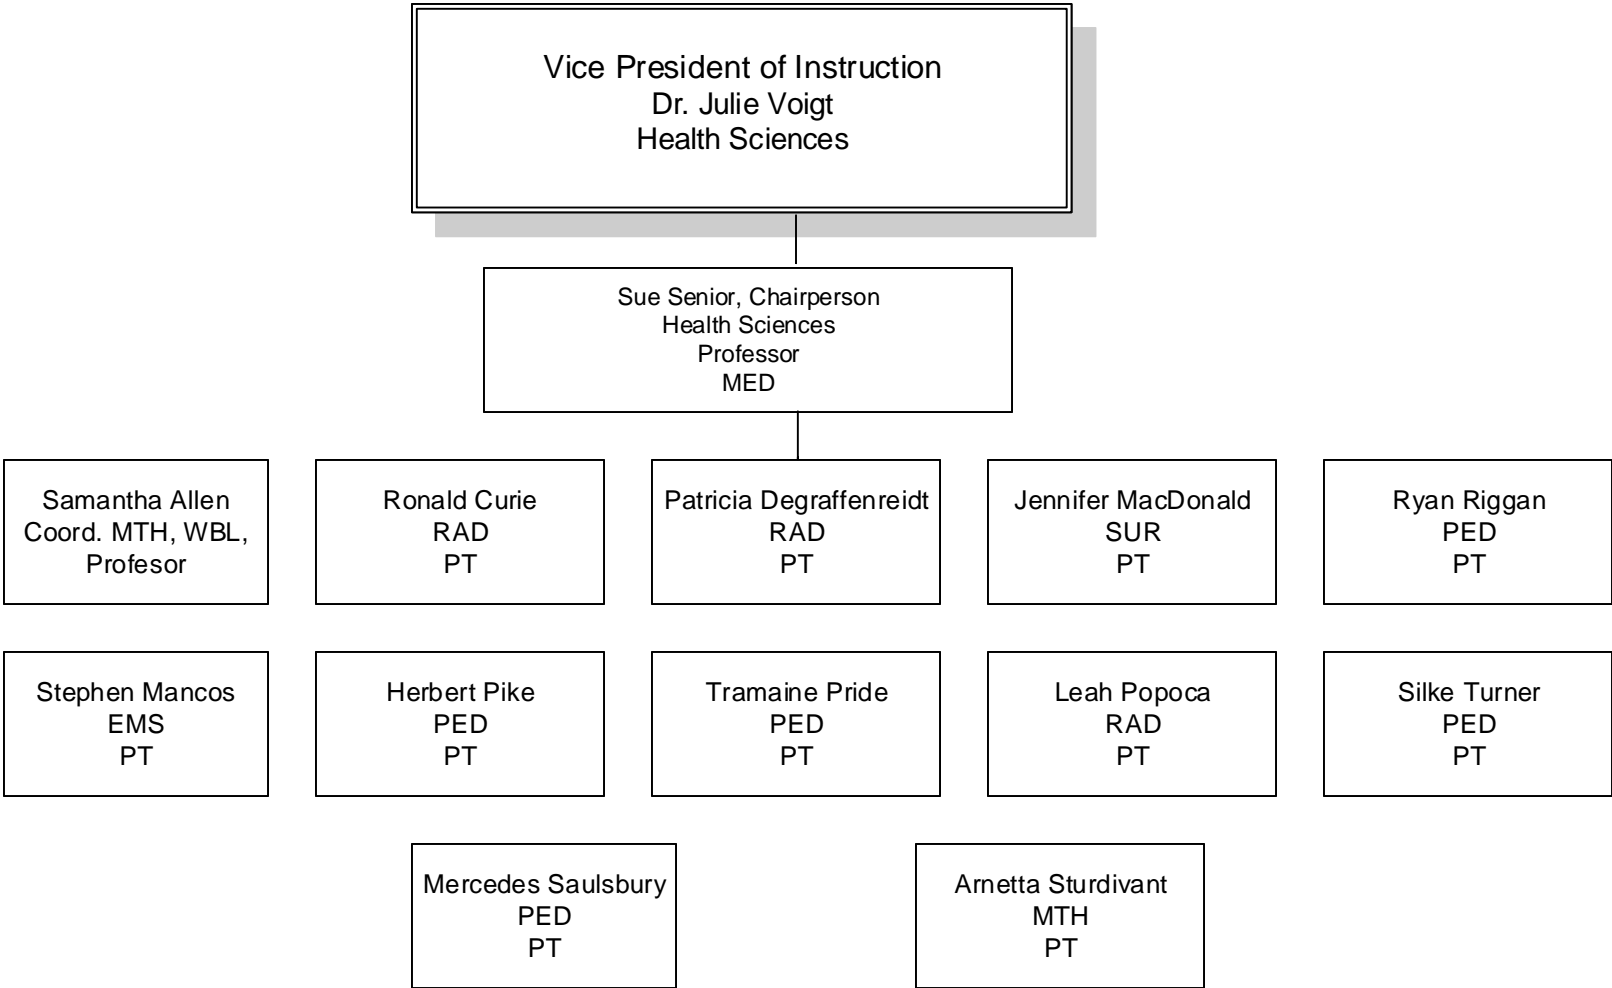 Vice President of Instruction
Dr. Julie Voigt
Health Sciences
Sue Senior, Chairperson
Health Sciences
Professor
MED
Samantha Allen
Coord. MTH, WBL,
Profesor
Ronald Curie
RAD
PT
Patricia Degraffenreidt
RAD
PT
Jennifer MacDonald
SUR
PT
Ryan Riggan
PED
PT
Stephen Mancos
EMS
PT
Herbert Pike
PED
PT
Tramaine Pride
PED
PT
Leah Popoca
RAD
PT
Silke Turner
PED
PT
Mercedes Saulsbury
PED
PT
Arnetta Sturdivant
MTH
PT